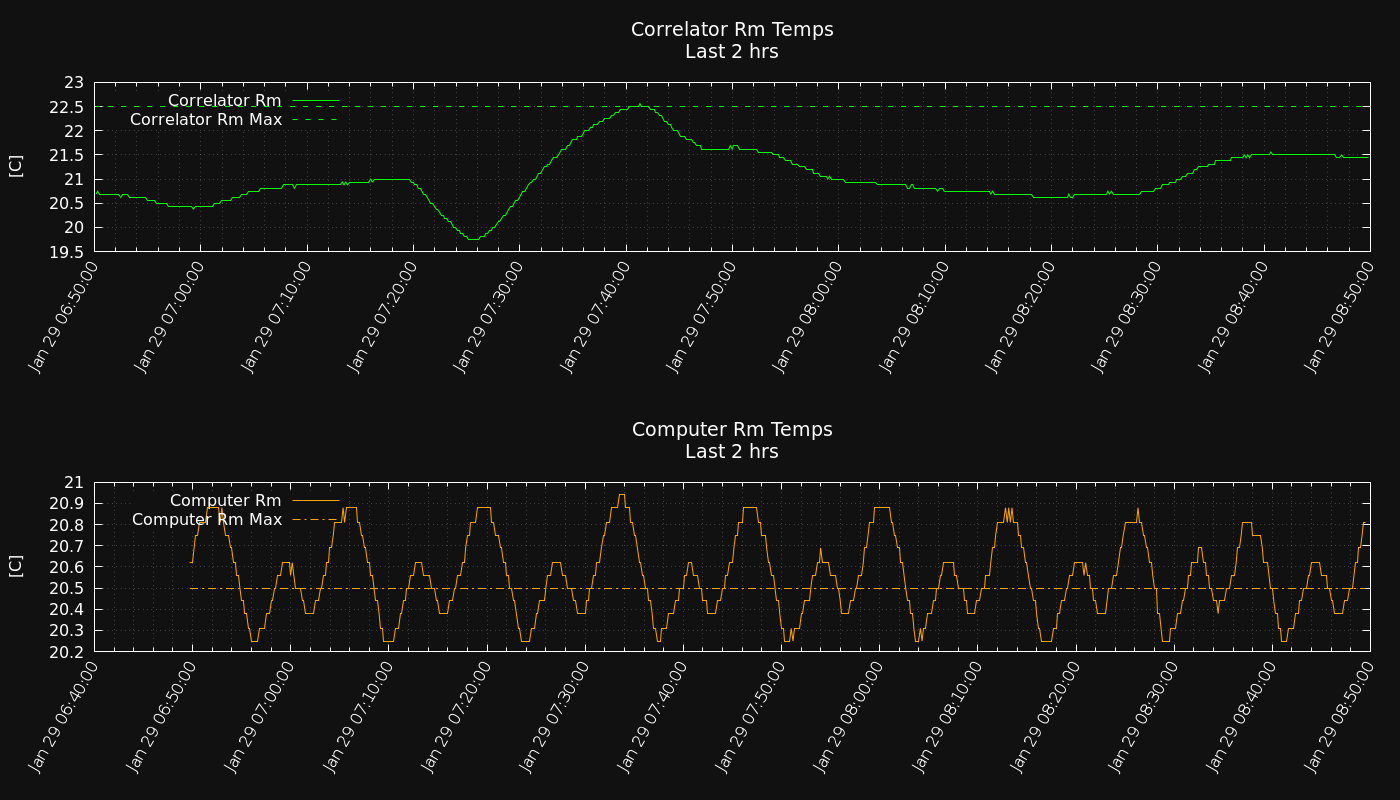 Correlator Rm Temps
Last 2 hrs
23
22.5
22
21.5
21
20.5
20
19.5
[C]
Correlator Rm
Correlator Rm Max
Jan 29 06:50:00
Jan 29 07:00:00
Jan 29 07:10:00
Jan 29 07:20:00
Jan 29 07:30:00
Jan 29 07:40:00
Jan 29 07:50:00
Jan 29 08:00:00
Jan 29 08:10:00
Jan 29 08:20:00
Jan 29 08:30:00
Jan 29 08:40:00
Jan 29 08:50:00
Computer Rm Temps
Last 2 hrs
21
20.9
20.8
20.7
20.6
20.5
20.4
20.3
20.2
[C]
Computer Rm
Computer Rm Max
Jan 29 06:40:00
Jan 29 06:50:00
Jan 29 07:00:00
Jan 29 07:10:00
Jan 29 07:20:00
Jan 29 07:30:00
Jan 29 07:40:00
Jan 29 07:50:00
Jan 29 08:00:00
Jan 29 08:10:00
Jan 29 08:20:00
Jan 29 08:30:00
Jan 29 08:40:00
Jan 29 08:50:00